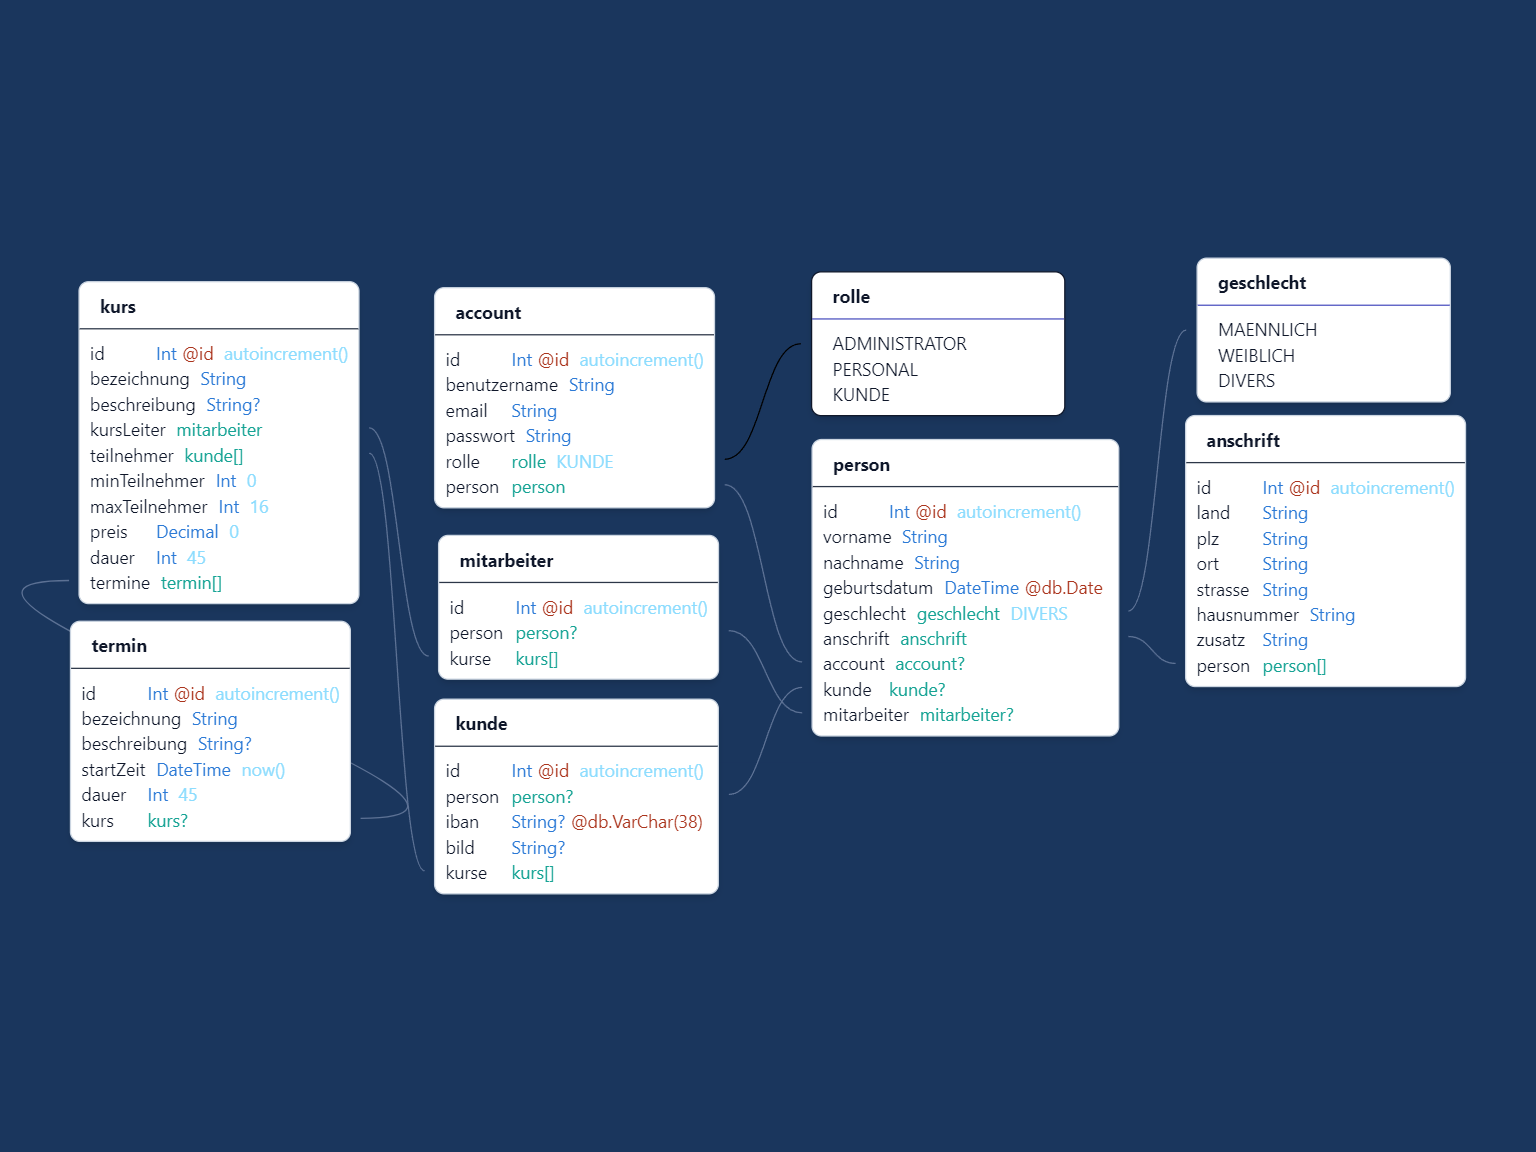 kurs
id Int @id autoincrement()
bezeichnung String
beschreibung String?
kursLeiter mitarbeiter
teilnehmer kunde[]
minTeilnehmer Int 0
maxTeilnehmer Int 16
preis Decimal 0
dauer Int 45
termine termin[]
termin
id Int @id autoincrement()
bezeichnung String
beschreibung String?
startZeit DateTime now()
dauer Int 45
kurs kurs?
account
id Int @id autoincrement()
benutzername String
email String
passwort String
rolle rolle KUNDE
person person
mitarbeiter
id Int @id autoincrement()
person person?
kurse kurs[]
kunde
id Int @id autoincrement()
person person?
iban String? @db.VarChar(38)
bild String?
kurse kurs[]
rolle
ADMINISTRATOR
PERSONAL
KUNDE
person
id Int @id autoincrement()
vorname String
nachname String
geburtsdatum DateTime @db.Date
geschlecht geschlecht DIVERS
anschrift anschrift
account account?
kunde kunde?
mitarbeiter mitarbeiter?
geschlecht
MAENNLICH
WEIBLICH
DIVERS
anschrift
id Int @id autoincrement()
land String
plz String
ort String
strasse String
hausnummer String
zusatz String
person person[]